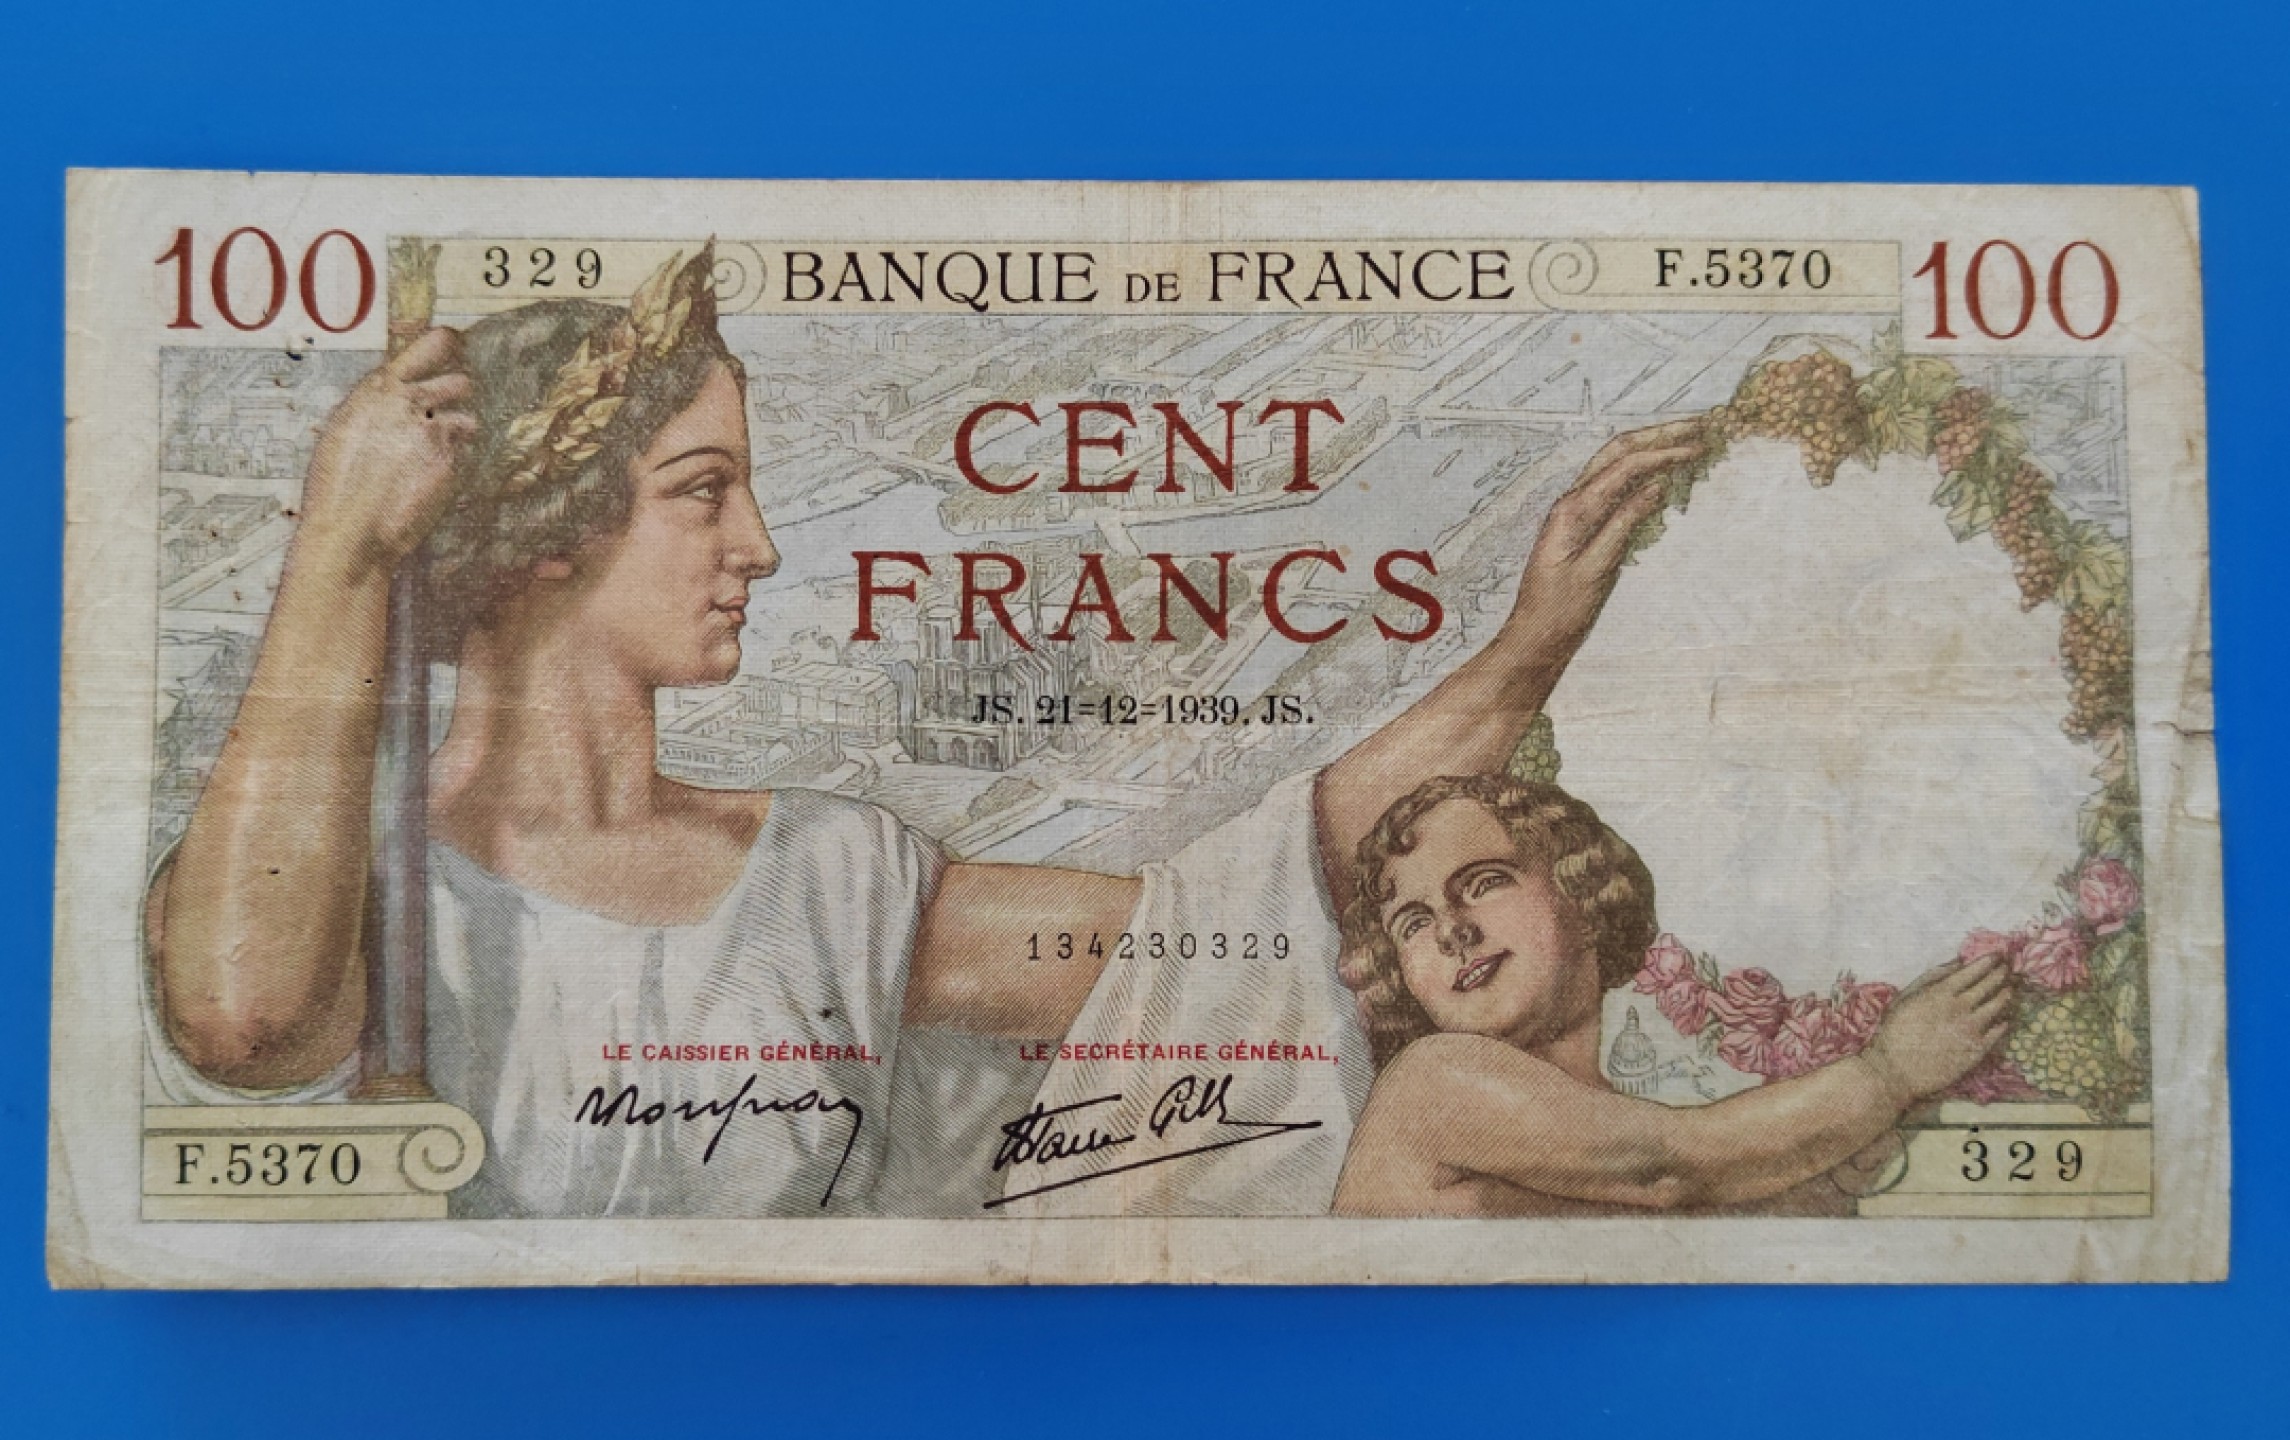 100 329 BANQUE DE FRANCE F.5370 100
CENT
FRANCS
JS. 21=12=1939. JS.
134230329
LE CAISSIER GÉNÉRAL, LE SECRÉTAIRE GÉNÉRAL,
F.5370 329